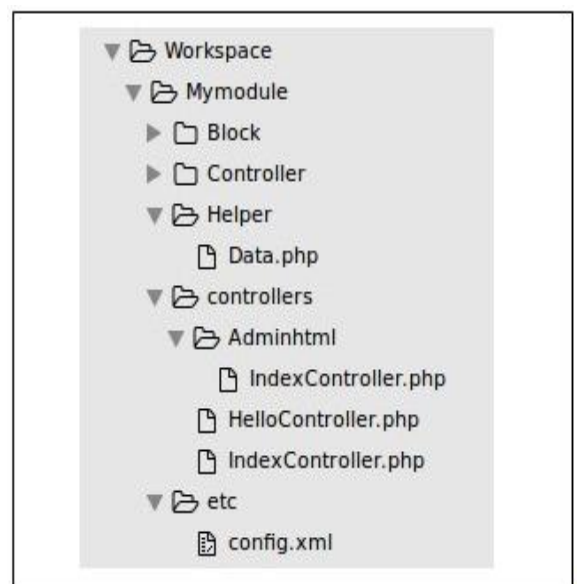 Workspace
Mymodule
Block
Controller
Helper
Data.php
controllers
Adminhtml
IndexController.php
HelloController.php
IndexController.php
etc
config.xml